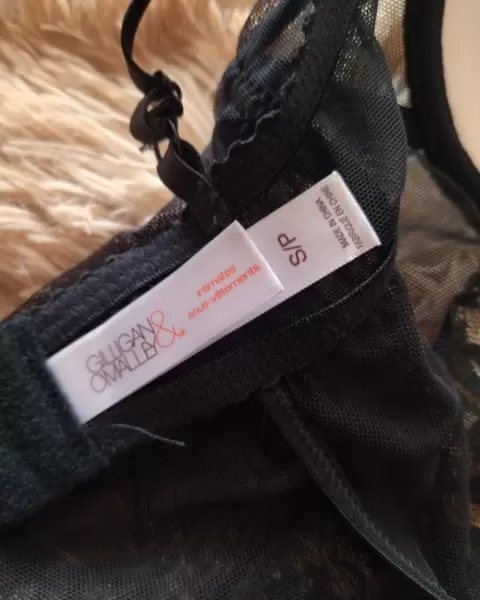 GILLIGAN
&
O'MALLEY®
intimates
sous-vêtements
S/P
MADE IN CHINA
FABRIQUÉ EN CHINE